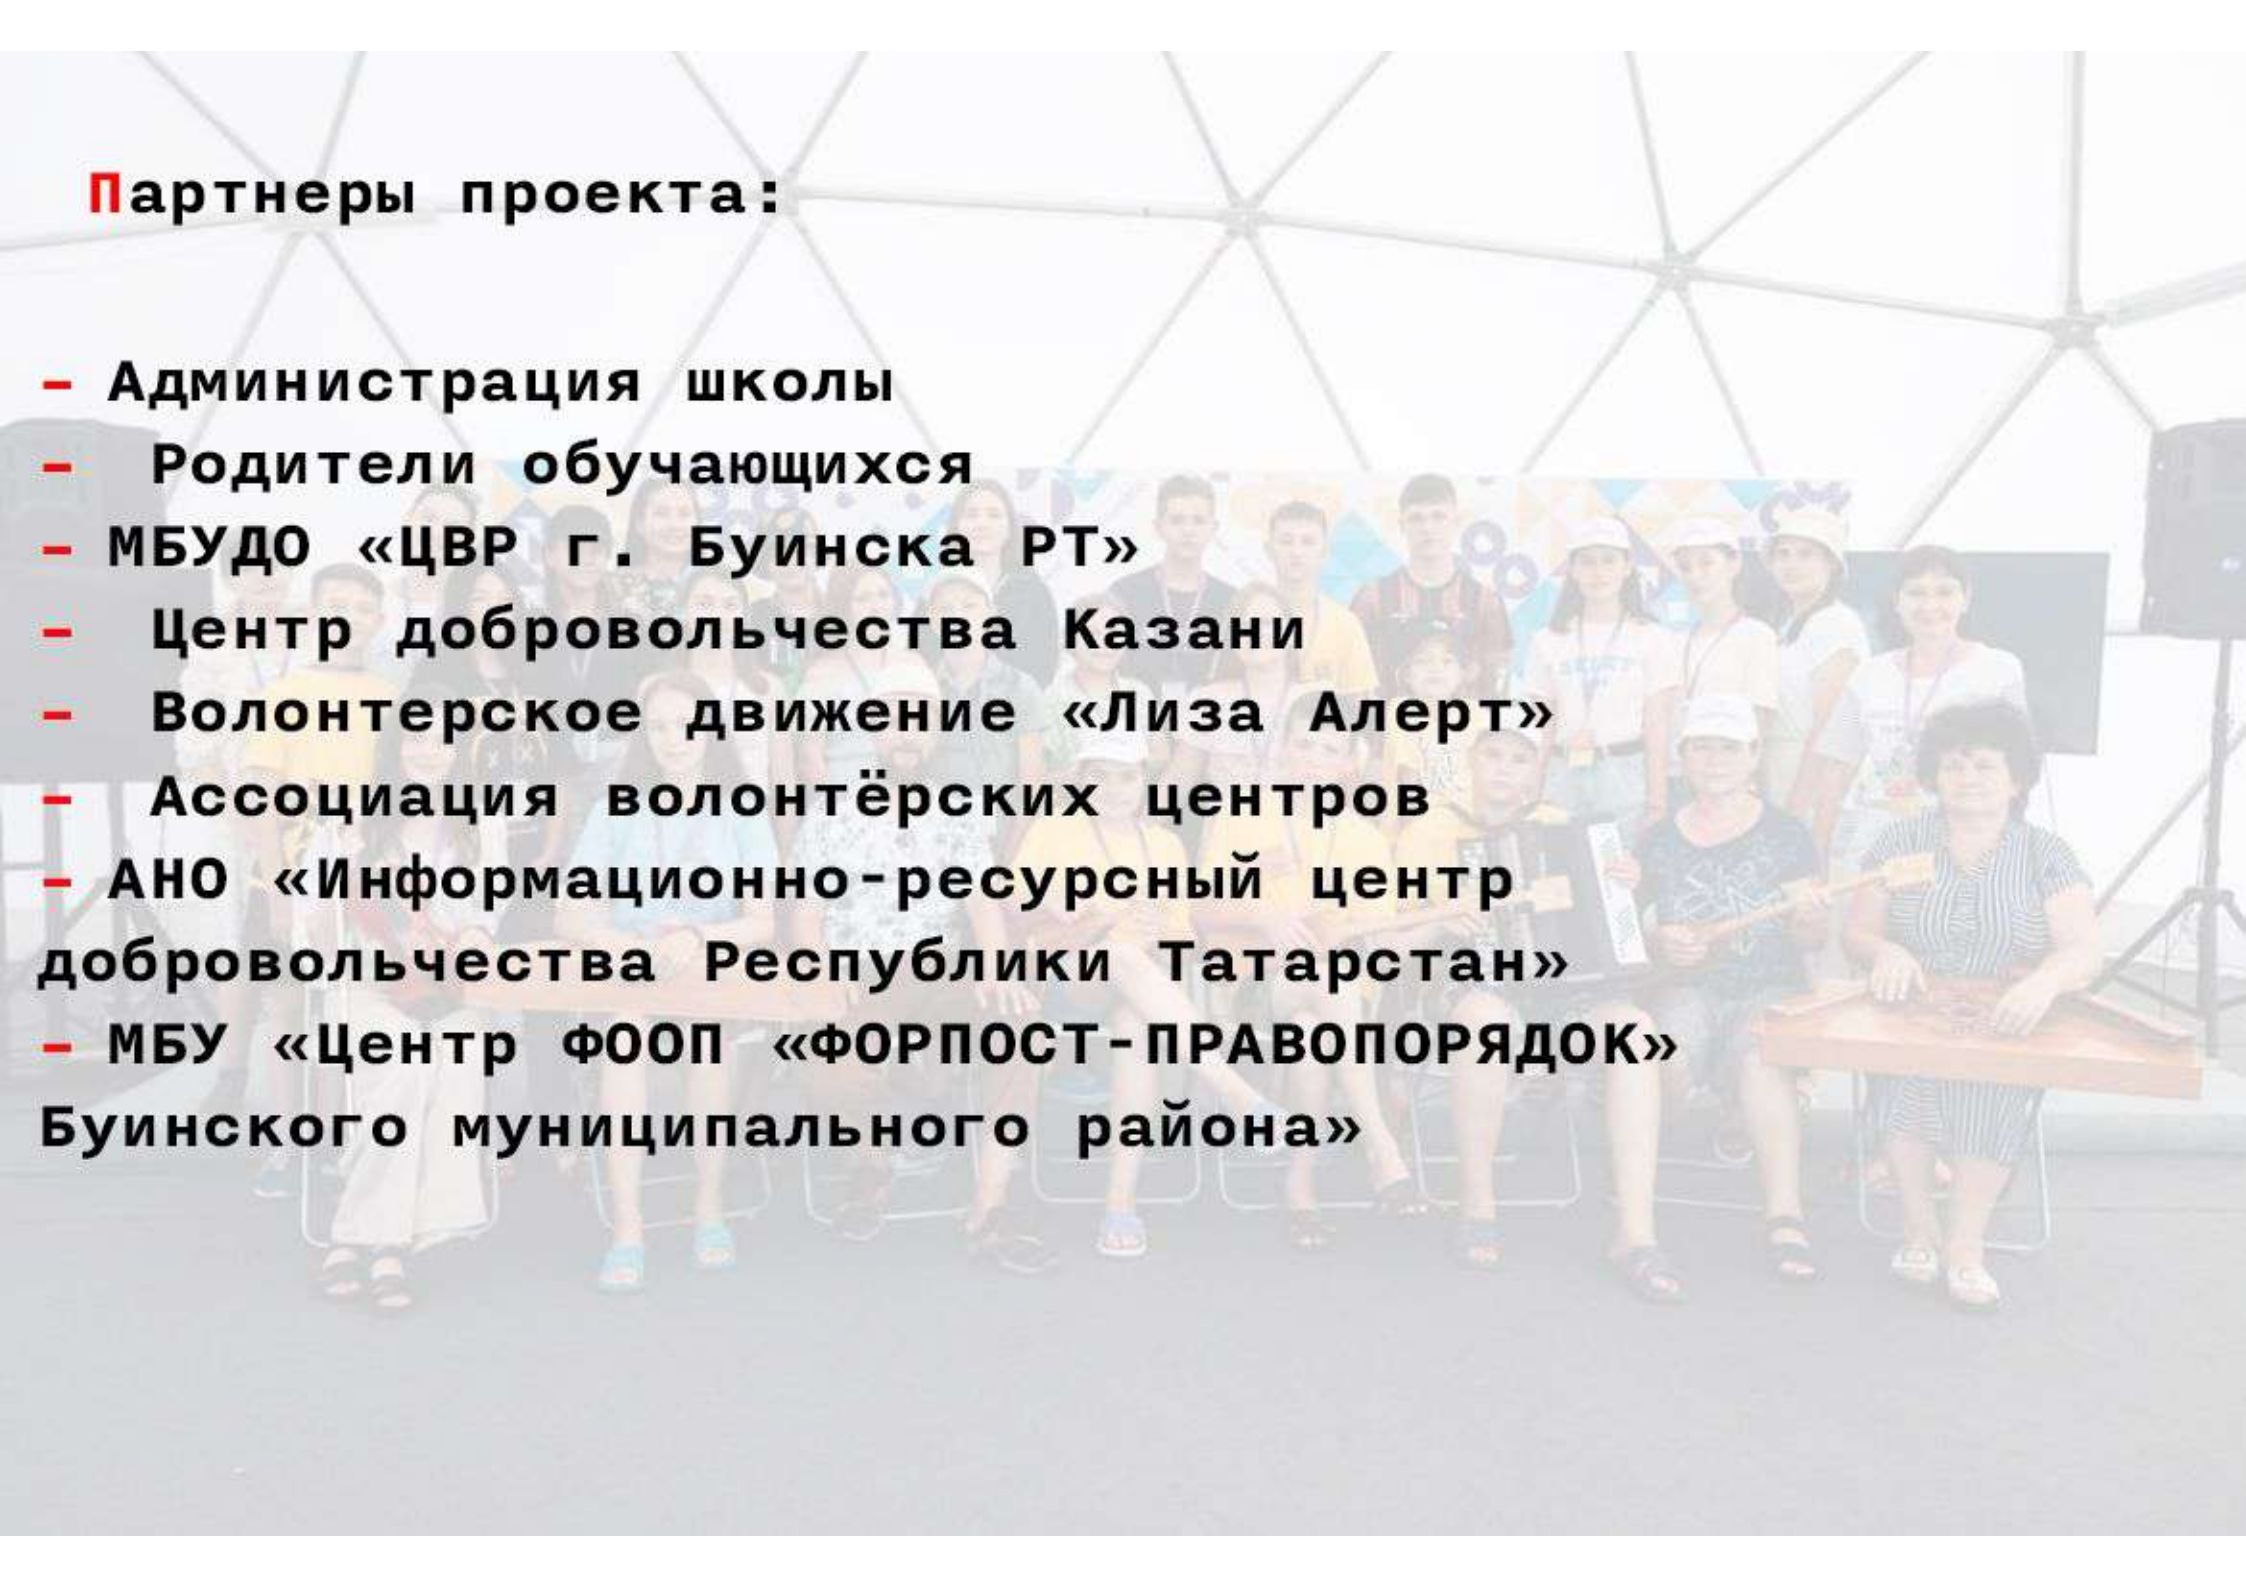 Партнеры проекта:
– Администрация школы
– Родители обучающихся
– МБУДО «ЦВР г. Буинска РТ»
– Центр добровольчества Казани
– Волонтерское движение «Лиза Алерт»
– Ассоциация волонтёрских центров
– АНО «Информационно-ресурсный центр
добровольчества Республики Татарстан»
– МБУ «Центр ФООП «ФОРПОСТ-ПРАВОПОРЯДОК»
Буинского муниципального района»